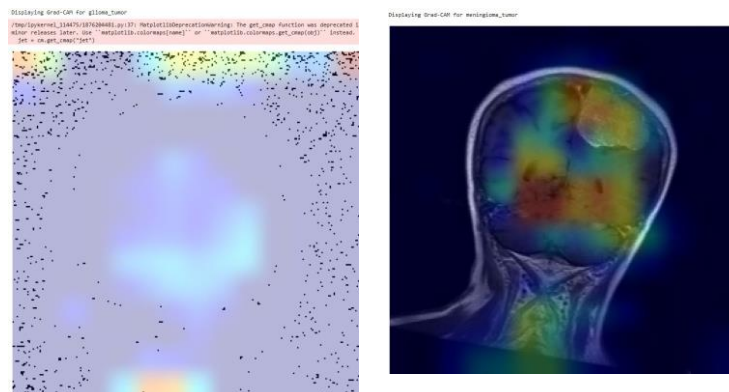 Displaying Grad-CAM for glioma_tumor
/tmp/ipykernel_114475/1876204401.py:37: MatplotlibDeprecationWarning: The get_cmap function was deprecated i
minor releases later. Use ``matplotlib.colormaps[name]`` or ``matplotlib.colormaps.get_cmap(obj)`` instead.
jet = cm.get_cmap("jet")
Displaying Grad-CAM for meningioma_tumor